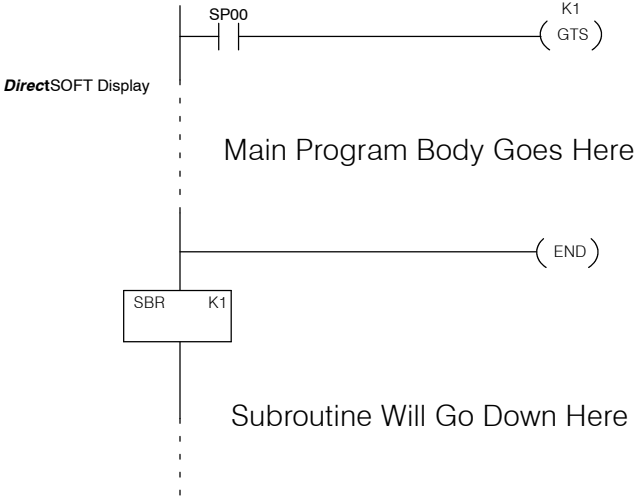 K1
SP00
GTS
DirectSOFT Display
Main Program Body Goes Here
END
SBR K1
Subroutine Will Go Down Here